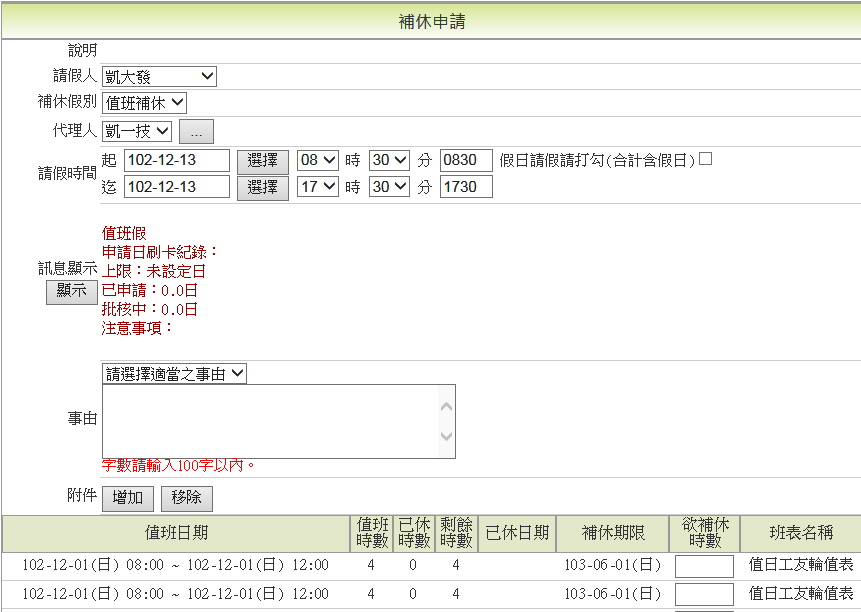 補休申請
說明
請假人 凱大發
補休假別 值班補休
代理人 凱一技 ...
請假時間
起 102-12-13 選擇 08 時 30 分 0830 假日請假請打勾(合計含假日)
迄 102-12-13 選擇 17 時 30 分 1730
訊息顯示
顯示
值班假
申請日刷卡紀錄：
上限：未設定日
已申請：0.0日
批核中：0.0日
注意事項：
請選擇適當之事由
事由
字數請輸入100字以內。
附件 增加 移除
值班日期 值班時數 已休時數 剩餘時數 已休日期 補休期限 欲補休時數 班表名稱
102-12-01(日) 08:00 ~ 102-12-01(日) 12:00 4 0 4 103-06-01(日) 值日工友輪值表
102-12-01(日) 08:00 ~ 102-12-01(日) 12:00 4 0 4 103-06-01(日) 值日工友輪值表